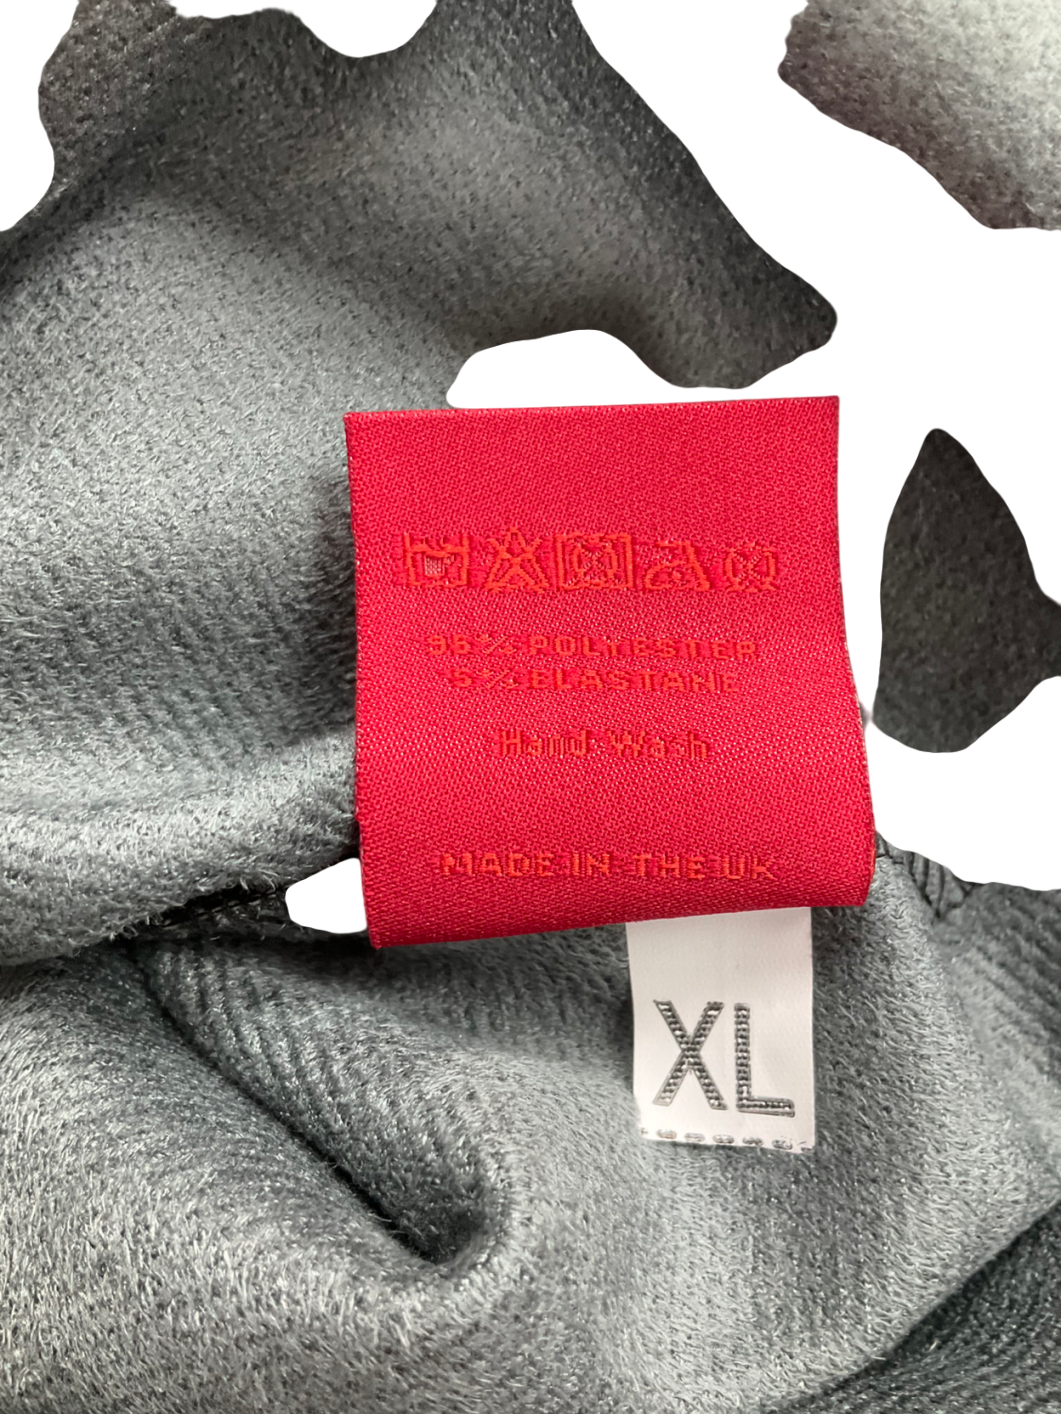 95% POLYESTER
5% ELASTANE
Hand Wash
MADE IN THE UK
XL